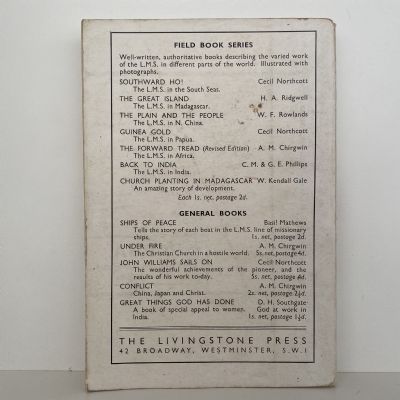 FIELD BOOK SERIES
Well-written, authoritative books describing the varied work
of the L.M.S. in different parts of the world. Illustrated with
photographs.
SOUTHWARD HO! Cecil Northcott
The L.M.S. in the South Seas.
THE GREAT ISLAND H. A. Ridgwell
The L.M.S. in Madagascar.
THE PLAIN AND THE PEOPLE W. F. Rowlands
The L.M.S. in N. China.
GUINEA GOLD Cecil Northcott
The L.M.S. in Papua.
THE FORWARD TREAD (Revised Edition) A. M. Chirgwin
The L.M.S. in Africa.
BACK TO INDIA C. M. & G. E. Phillips
The L.M.S. in India.
CHURCH PLANTING IN MADAGASCAR W. Kendall Gale
An amazing story of development.
Each 1s. net, postage 2d.
GENERAL BOOKS
SHIPS OF PEACE Basil Mathews
Tells the story of each boat in the L.M.S. line of missionary
ships. 1s. net, postage 2d.
UNDER FIRE A. M. Chirgwin
The Christian Church in a hostile world. 5s. net, postage 4d.
JOHN WILLIAMS SAILS ON Cecil Northcott
The wonderful achievements of the pioneer, and the
results of his work to-day. 5s. net, postage 4d.
CONFLICT A. M. Chirgwin
China, Japan and Christ. 2s. net, postage 2½d.
GREAT THINGS GOD HAS DONE D. H. Southgate
A book of special appeal to women. God at work in
India. 1s. net, postage 1½d.
THE LIVINGSTONE PRESS
42 BROADWAY, WESTMINSTER, S.W.1